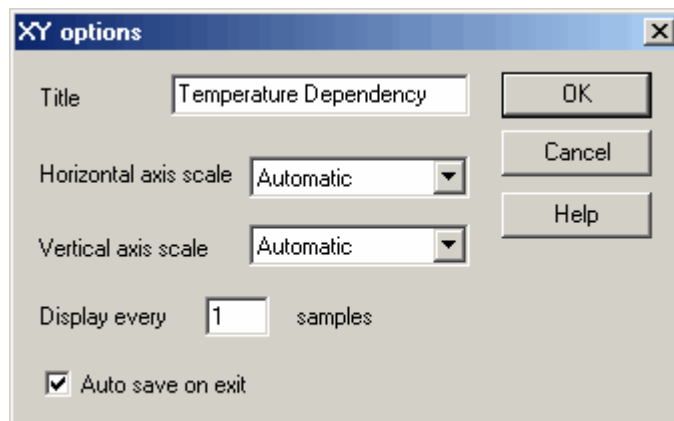 XY options
Title
Temperature Dependency
OK
Cancel
Horizontal axis scale
Automatic
Help
Vertical axis scale
Automatic
Display every
1
samples
Auto save on exit